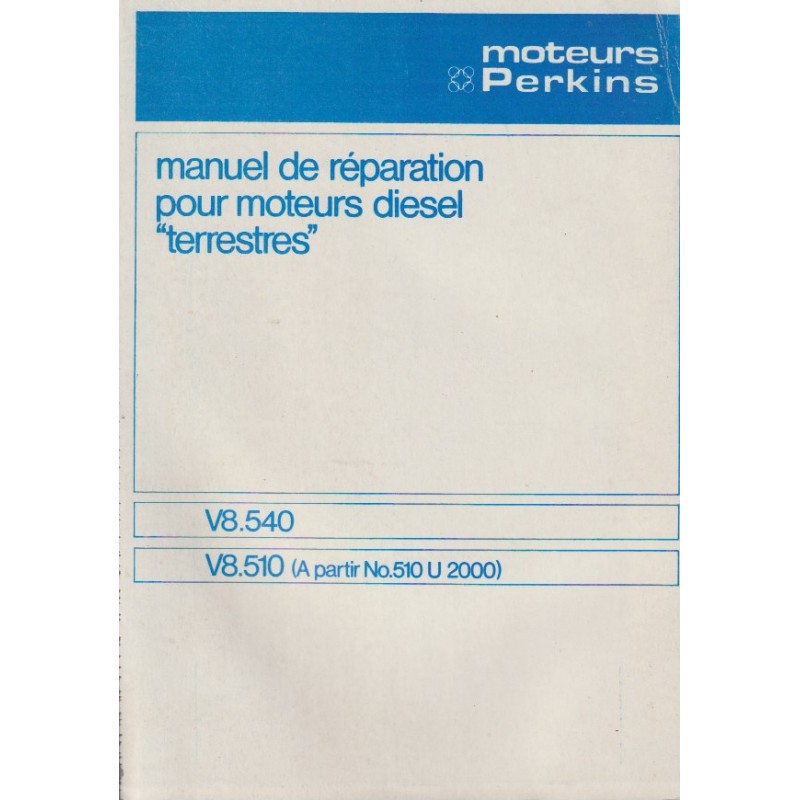 moteurs
Perkins
manuel de réparation
pour moteurs diesel
“terrestres”
V8.540
V8.510 (A partir No.510 U 2000)